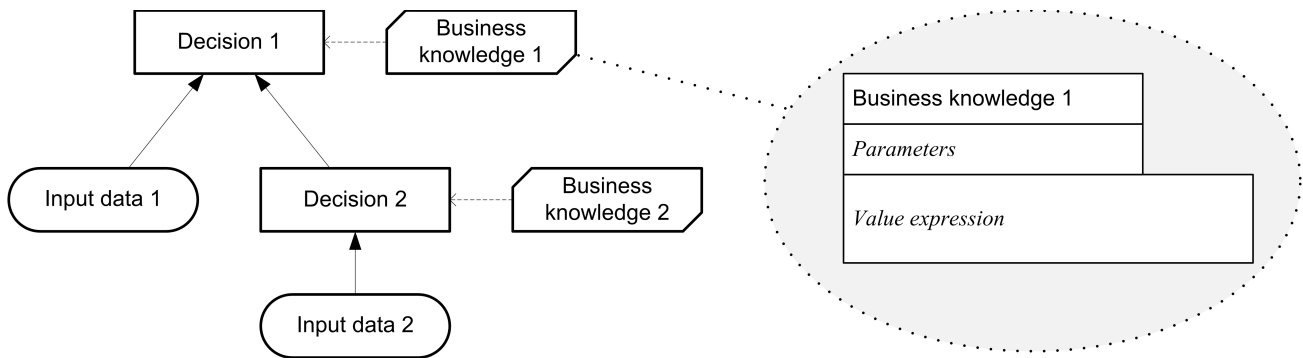 Decision 1
Business
knowledge 1
Business knowledge 1
Parameters
Value expression
Input data 1
Decision 2
Business
knowledge 2
Input data 2